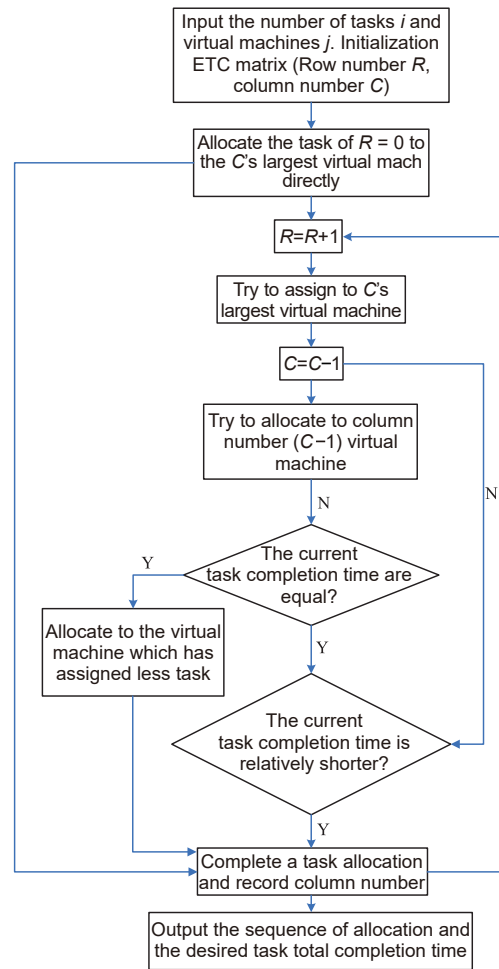 Input the number of tasks i and
virtual machines j. Initialization
ETC matrix (Row number R,
column number C)
Allocate the task of R = 0 to
the C's largest virtual mach
directly
R=R+1
Try to assign to C's
largest virtual machine
C=C−1
Try to allocate to column
number (C−1) virtual
machine
N
N
The current
task completion time are
equal?
Y
Allocate to the virtual
machine which has
assigned less task
Y
The current
task completion time is
relatively shorter?
Y
Complete a task allocation
and record column number
Output the sequence of allocation and
the desired task total completion time